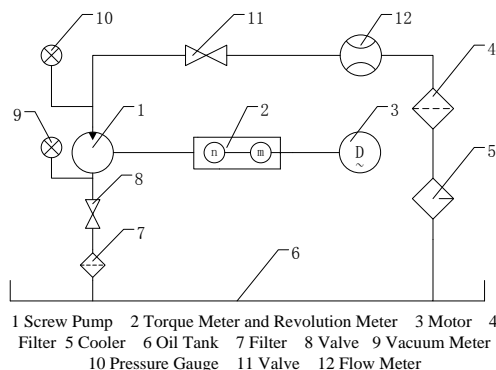 10
11
12
4
9
1
2
3
n
m
D
~
5
8
7
6
1 Screw Pump 2 Torque Meter and Revolution Meter 3 Motor 4
Filter 5 Cooler 6 Oil Tank 7 Filter 8 Valve 9 Vacuum Meter
10 Pressure Gauge 11 Valve 12 Flow Meter